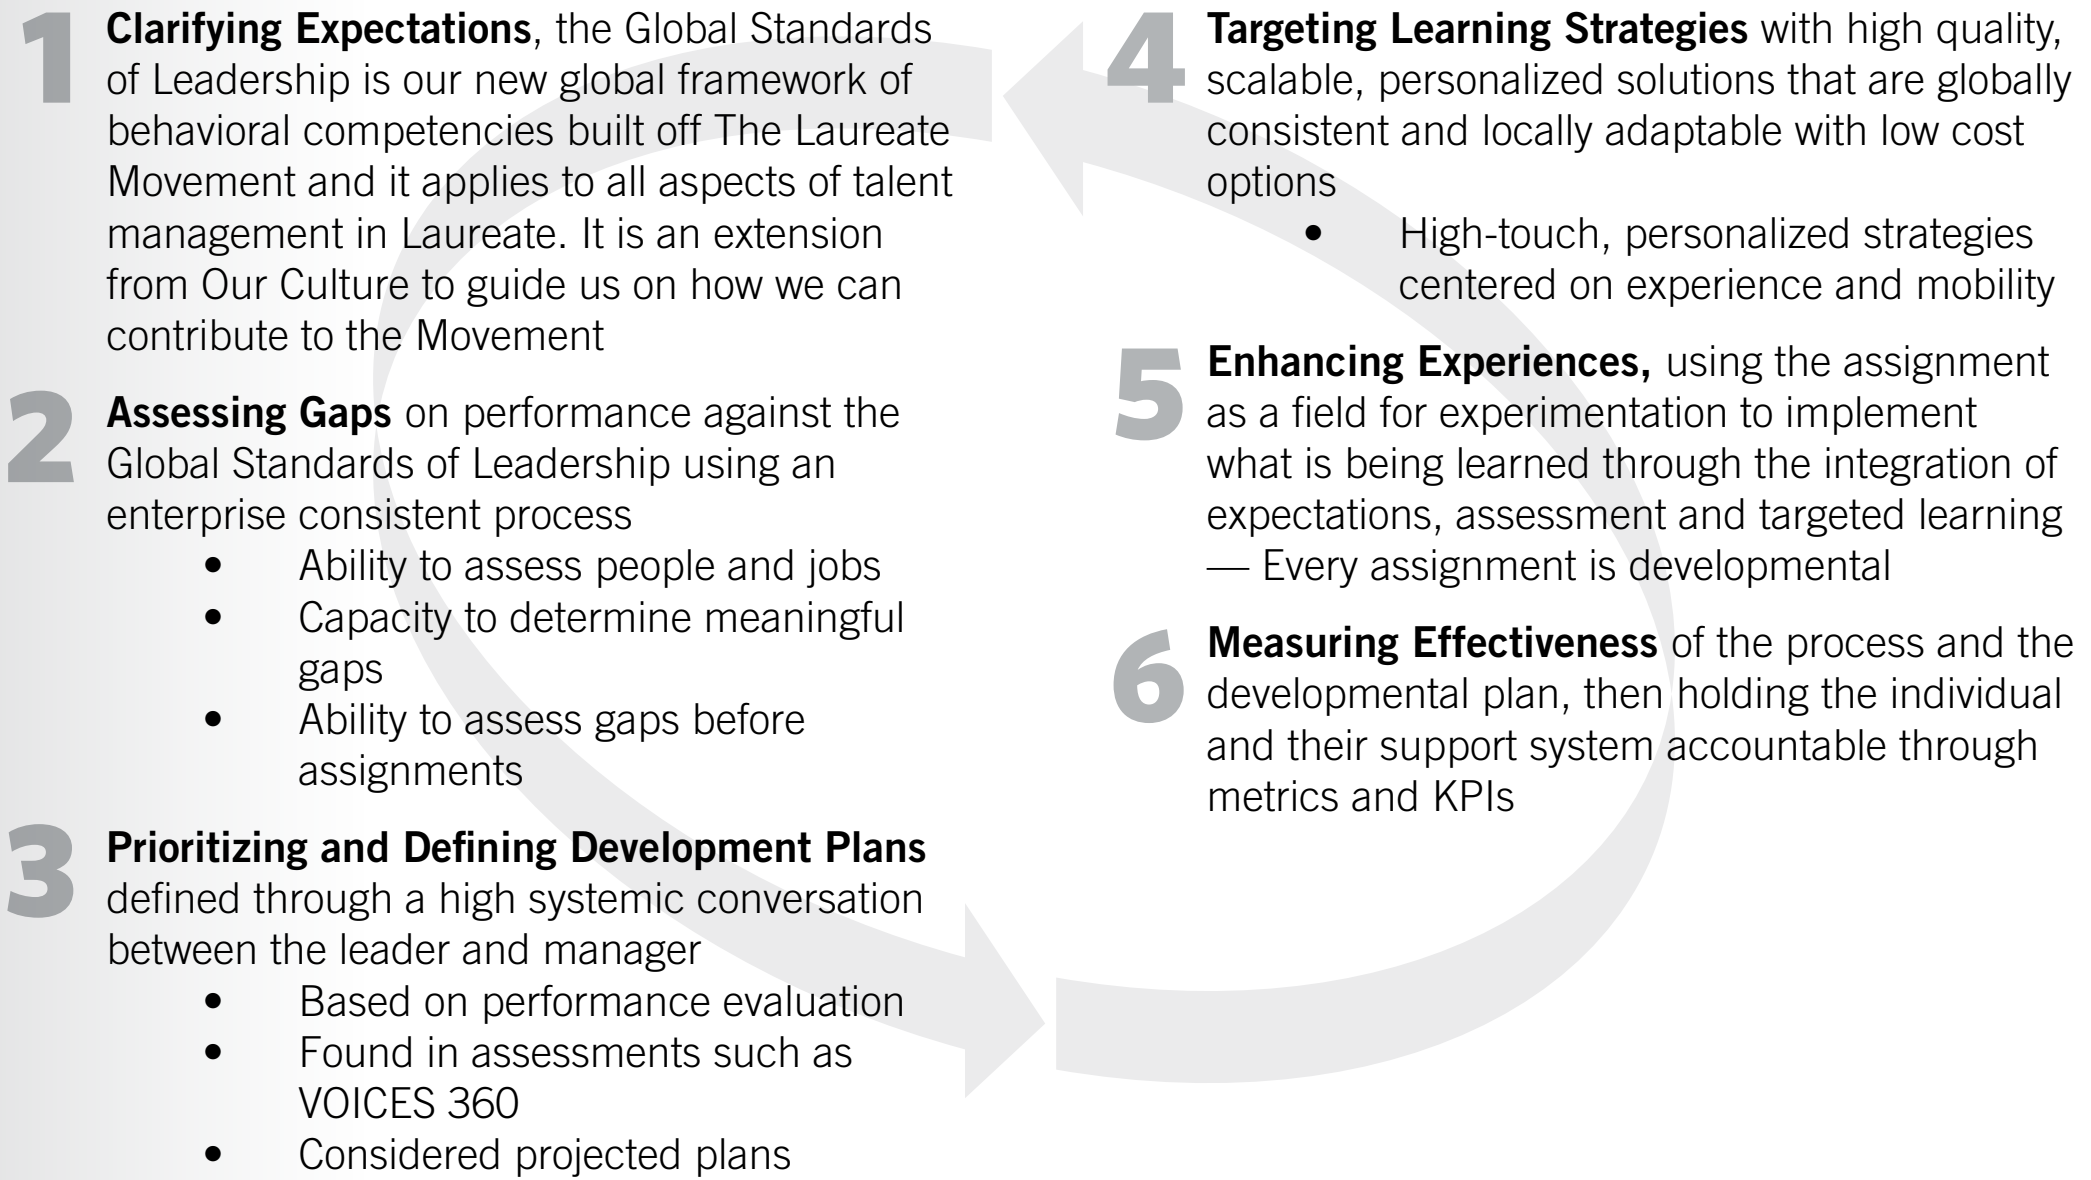 1 Clarifying Expectations, the Global Standards
of Leadership is our new global framework of
behavioral competencies built off The Laureate
Movement and it applies to all aspects of talent
management in Laureate. It is an extension
from Our Culture to guide us on how we can
contribute to the Movement
2 Assessing Gaps on performance against the
Global Standards of Leadership using an
enterprise consistent process
• Ability to assess people and jobs
• Capacity to determine meaningful
gaps
• Ability to assess gaps before
assignments
3 Prioritizing and Defining Development Plans
defined through a high systemic conversation
between the leader and manager
• Based on performance evaluation
• Found in assessments such as
VOICES 360
• Considered projected plans
4 Targeting Learning Strategies with high quality,
scalable, personalized solutions that are globally
consistent and locally adaptable with low cost
options
• High-touch, personalized strategies
centered on experience and mobility
5 Enhancing Experiences, using the assignment
as a field for experimentation to implement
what is being learned through the integration of
expectations, assessment and targeted learning
— Every assignment is developmental
6 Measuring Effectiveness of the process and the
developmental plan, then holding the individual
and their support system accountable through
metrics and KPIs